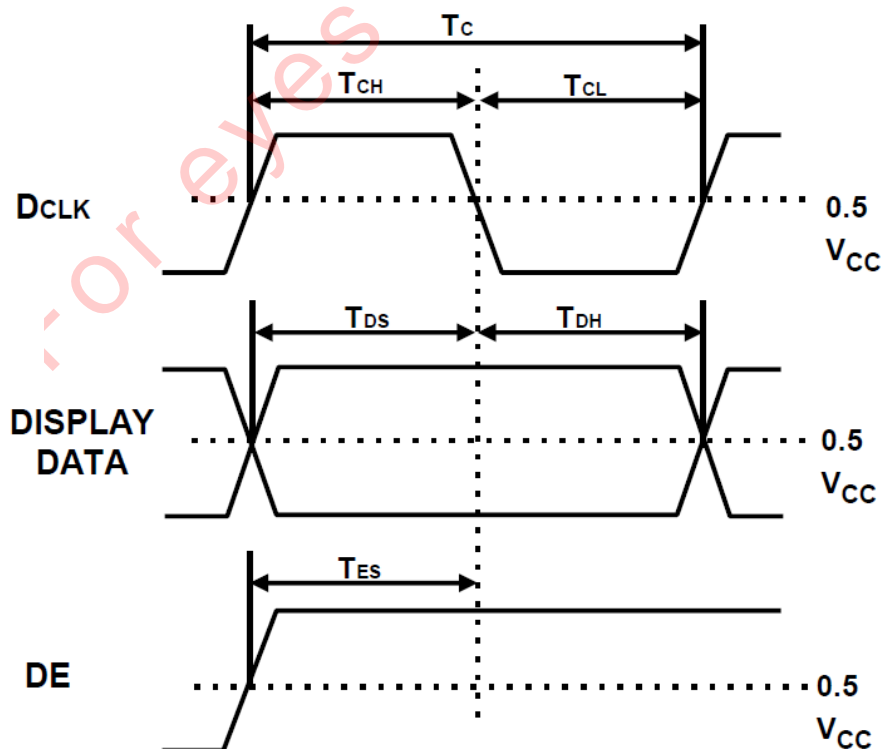 TC
TCH
TCL
DCLK
0.5
VCC
TDS
TDH
DISPLAY
DATA
0.5
VCC
TES
DE
0.5
VCC
eyes